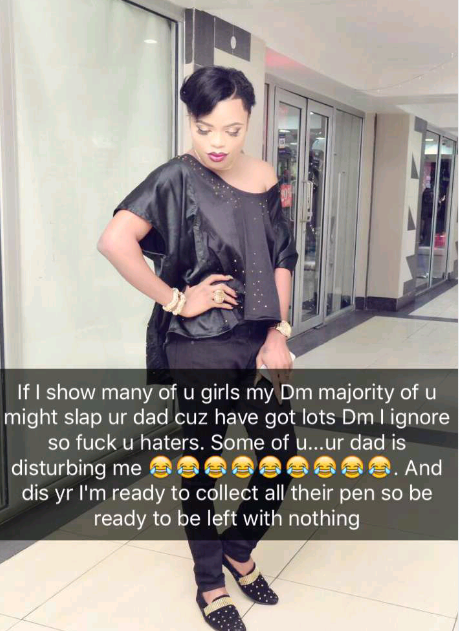 If I show many of u girls my Dm majority of u
might slap ur dad cuz have got lots Dm I ignore
so fuck u haters. Some of u...ur dad is
disturbing me 😂😂😂😂😂😂😂😂😂. And
dis yr I'm ready to collect all their pen so be
ready to be left with nothing